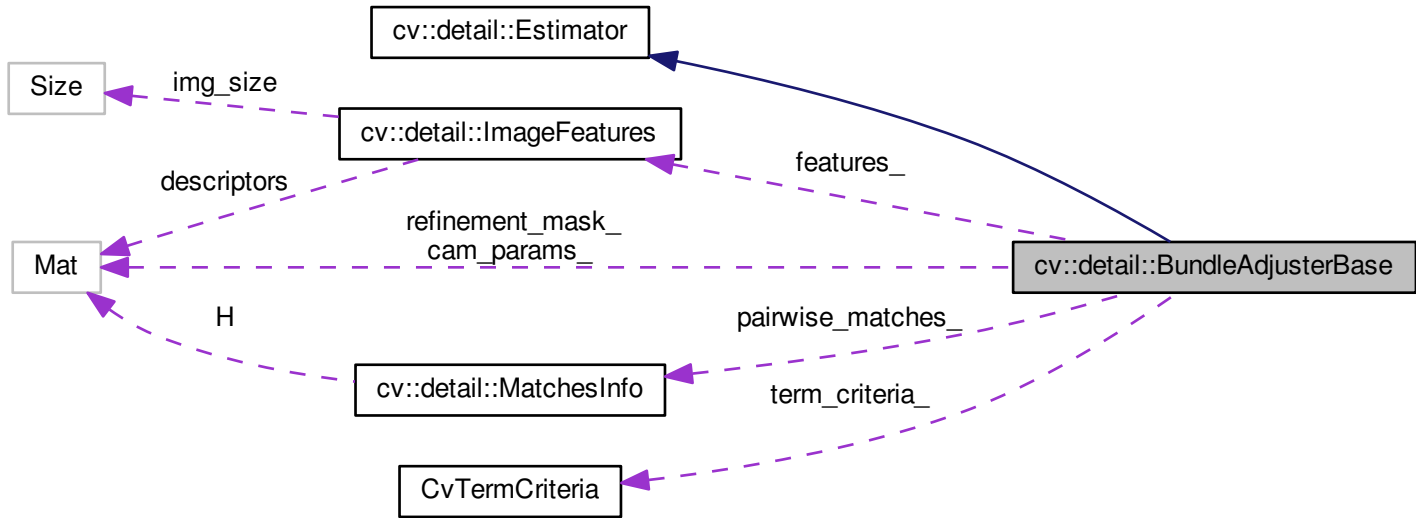 cv::detail::Estimator
Size
img_size
cv::detail::ImageFeatures
features_
descriptors
refinement_mask_
cam_params_
Mat
cv::detail::BundleAdjusterBase
H
pairwise_matches_
cv::detail::MatchesInfo
term_criteria_
CvTermCriteria